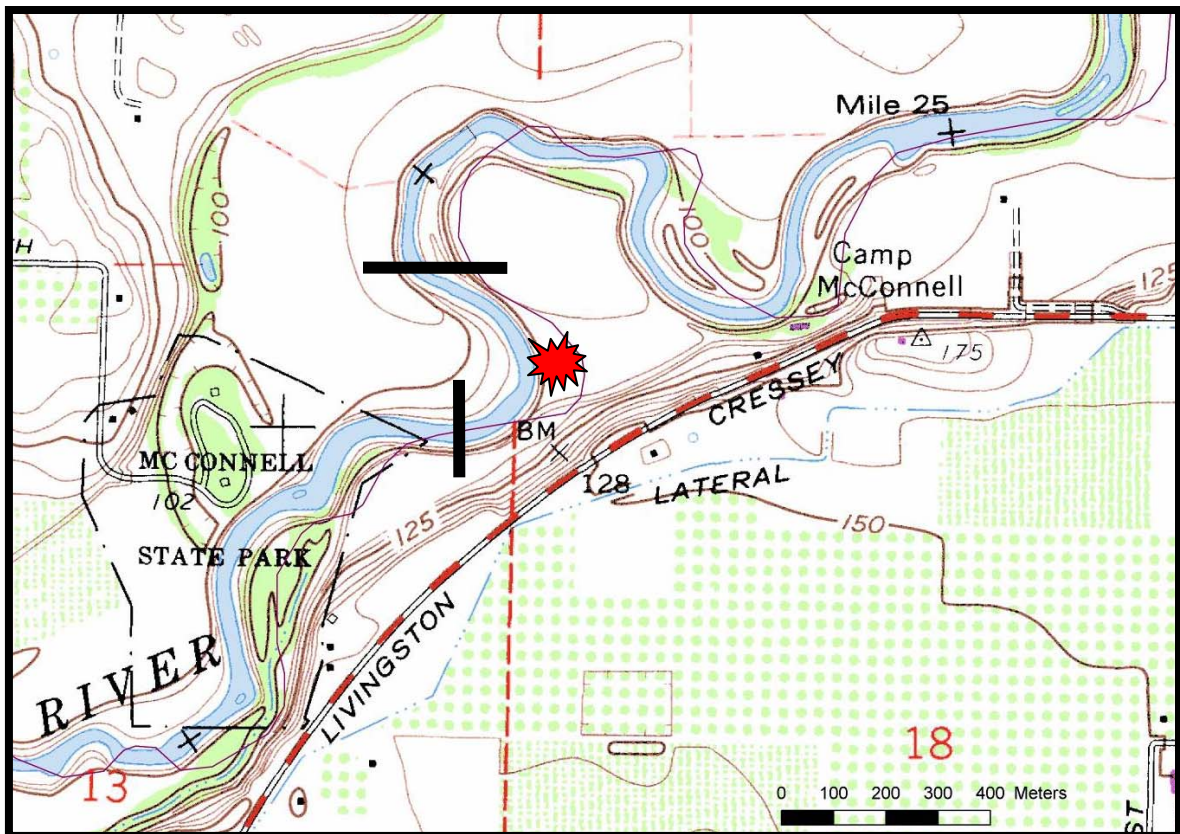 Mile 25
100
100
H
Camp
McConnell
125
175
CRESSEY
BM
MC CONNELL
128
LATERAL
102
125
150
STATE PARK
LIVINGSTON
RIVER
18
13
0 100 200 300 400 Meters
ST